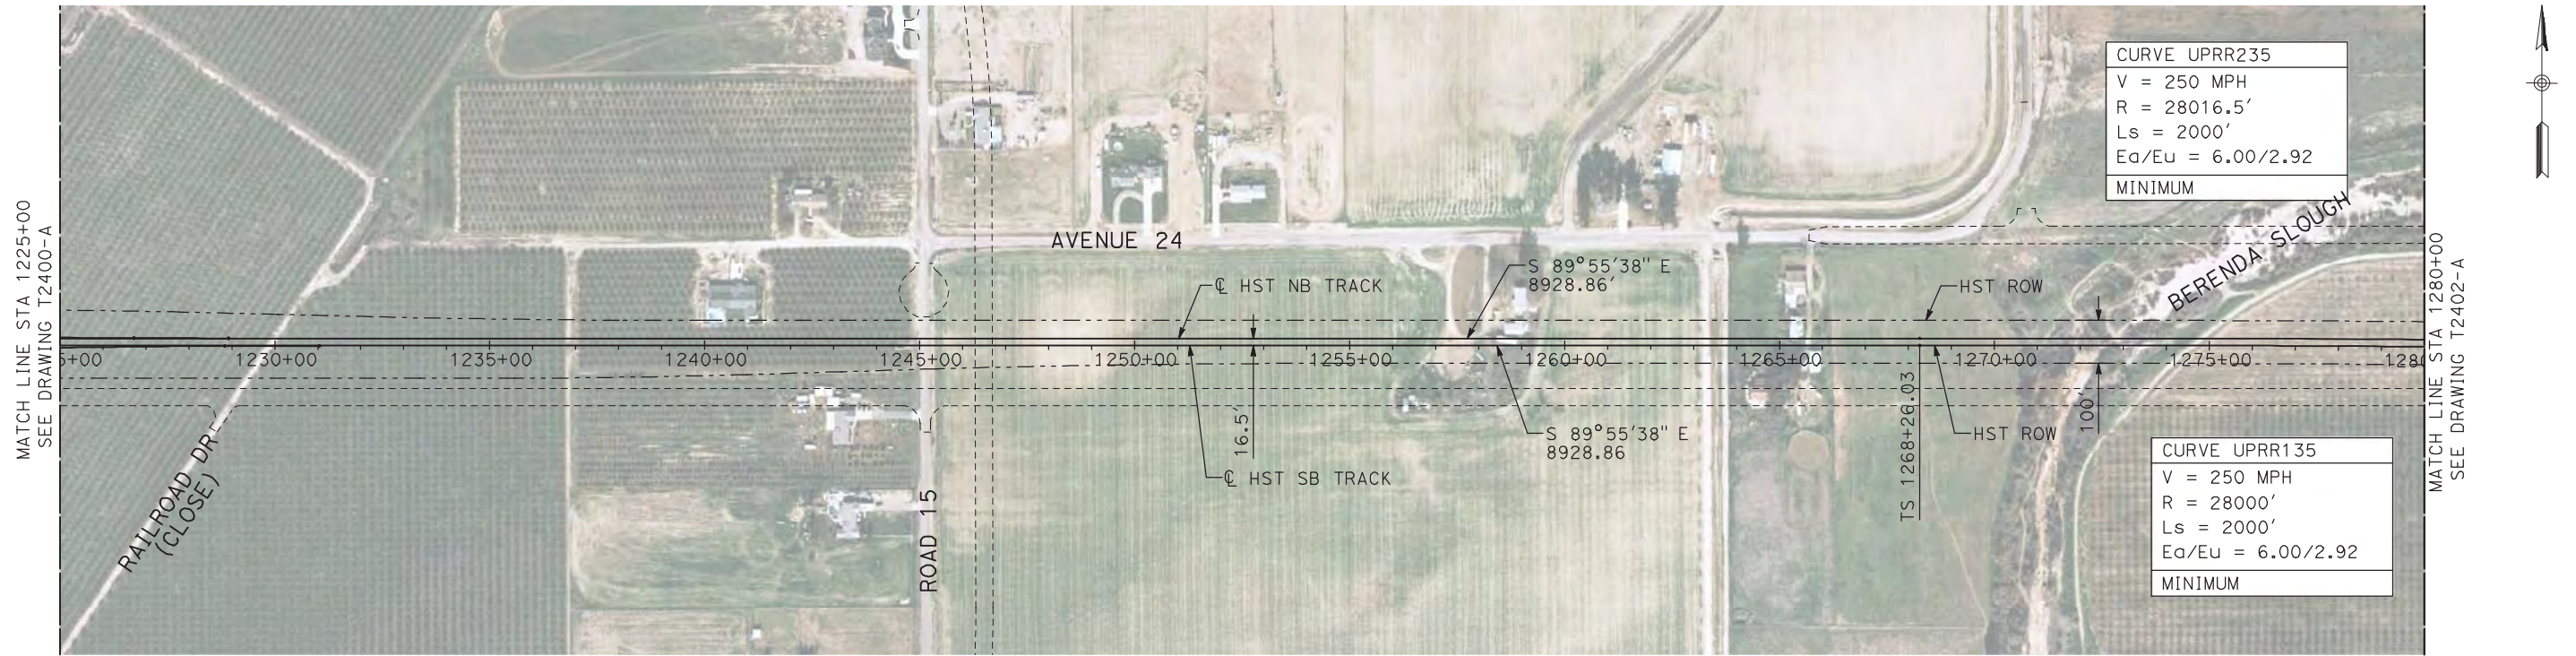 MATCH LINE STA 1225+00
SEE DRAWING T2400-A
CURVE UPRR235
V = 250 MPH
R = 28016.5'
Ls = 2000'
Ea/Eu = 6.00/2.92
MINIMUM
BERENDA SLOUGH
AVENUE 24
S 89°55'38" E
8928.86'
℄ HST NB TRACK
HST ROW
5+00 1230+00 1235+00 1240+00 1245+00 1250+00 1255+00 1260+00 1265+00 1270+00 1275+00 1280
16.5'
TS 1268+26.03
100'
S 89°55'38" E
8928.86
HST ROW
℄ HST SB TRACK
RAILROAD DR
(CLOSE)
ROAD 15
CURVE UPRR135
V = 250 MPH
R = 28000'
Ls = 2000'
Ea/Eu = 6.00/2.92
MINIMUM
MATCH LINE STA 1280+00
SEE DRAWING T2402-A